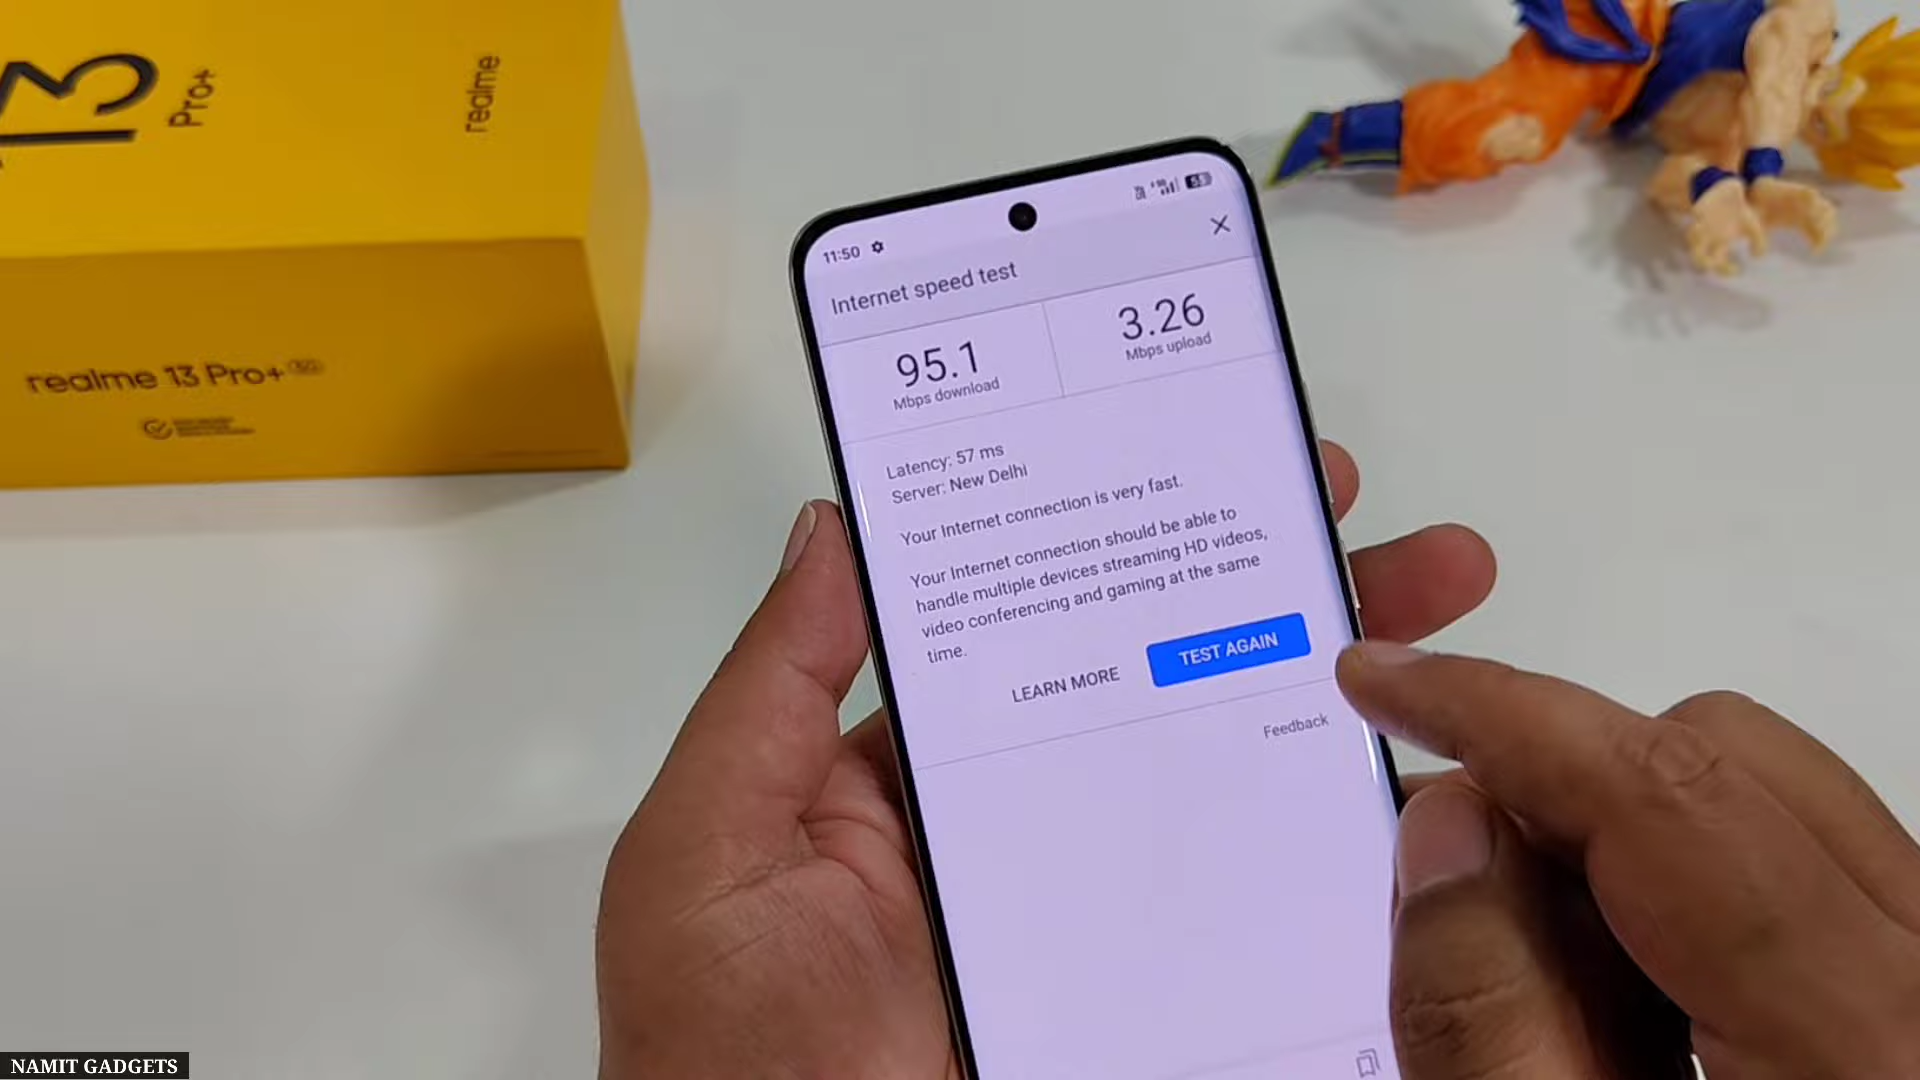 13
Pro+
realme
realme 13 Pro+ 5G
11:50
53
Internet speed test
95.1
Mbps download
3.26
Mbps upload
Latency: 57 ms
Server: New Delhi
Your Internet connection is very fast.
Your Internet connection should be able to
handle multiple devices streaming HD videos,
video conferencing and gaming at the same
time.
LEARN MORE
TEST AGAIN
Feedback
NAMIT GADGETS